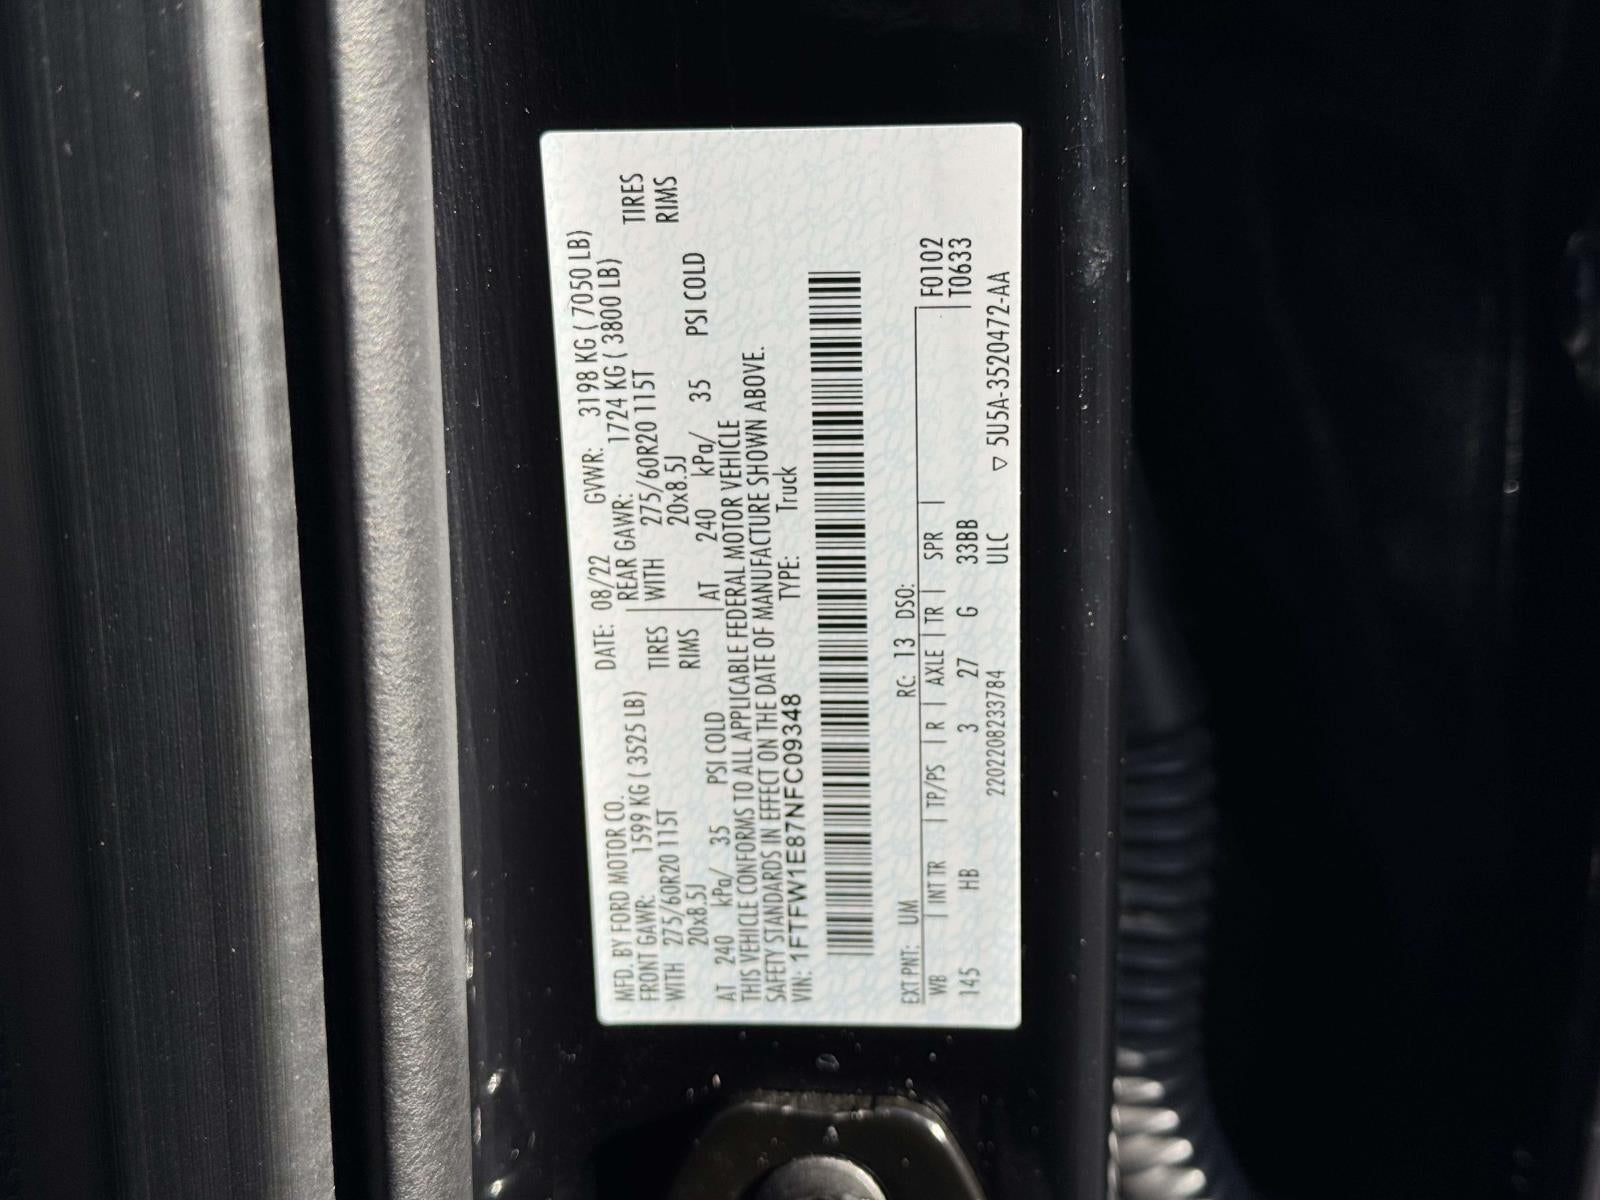 MFD. BY FORD MOTOR CO. DATE: 08/22 GVWR: 3198 KG ( 7050 LB)
FRONT GAWR: 1599 KG ( 3525 LB) REAR GAWR: 1724 KG ( 3800 LB)
WITH 275/60R20 115T TIRES WITH 275/60R20 115T TIRES
20x8.5J RIMS 20x8.5J RIMS
AT 240 kPa/ 35 PSI COLD AT 240 kPa/ 35 PSI COLD
THIS VEHICLE CONFORMS TO ALL APPLICABLE FEDERAL MOTOR VEHICLE
SAFETY STANDARDS IN EFFECT ON THE DATE OF MANUFACTURE SHOWN ABOVE.
VIN: 1FTFW1E87NFC09348 TYPE: Truck
EXT PNT: UM RC: 13 DSO:
WB INT TR TP/PS R AXLE TR SPR F0102
145 HB 3 27 G 33BB T0633
220220823784 ULC ▽ 5U5A-3520472-AA